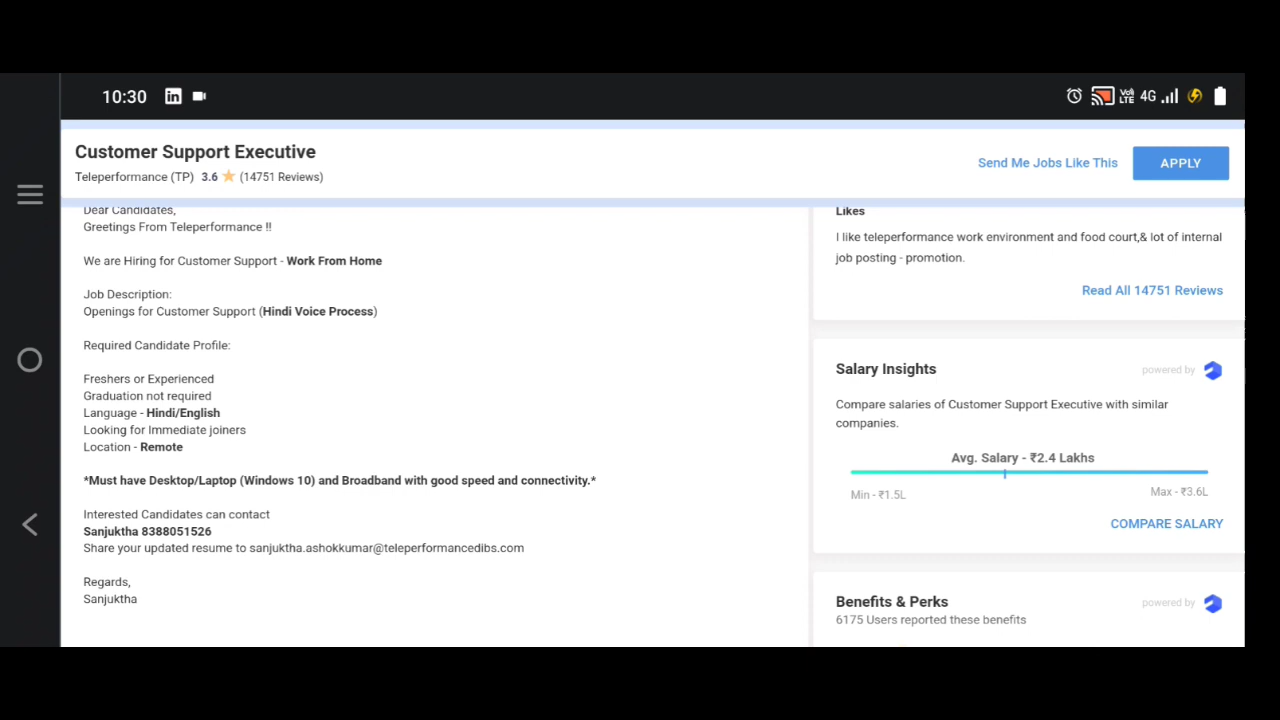 10:30
VoI LTE 4G
Customer Support Executive
Teleperformance (TP) 3.6 ★ (14751 Reviews)
Send Me Jobs Like This
APPLY
Dear Candidates,
Greetings From Teleperformance !!
We are Hiring for Customer Support - Work From Home
Job Description:
Openings for Customer Support (Hindi Voice Process)
Required Candidate Profile:
Freshers or Experienced
Graduation not required
Language - Hindi/English
Looking for Immediate joiners
Location - Remote
*Must have Desktop/Laptop (Windows 10) and Broadband with good speed and connectivity.*
Interested Candidates can contact
Sanjuktha 8388051526
Share your updated resume to sanjuktha.ashokkumar@teleperformancedibs.com
Regards,
Sanjuktha
Likes
I like teleperformance work environment and food court,& lot of internal
job posting - promotion.
Read All 14751 Reviews
Salary Insights
powered by
Compare salaries of Customer Support Executive with similar
companies.
Avg. Salary - ₹2.4 Lakhs
Min - ₹1.5L
Max - ₹3.6L
COMPARE SALARY
Benefits & Perks
powered by
6175 Users reported these benefits